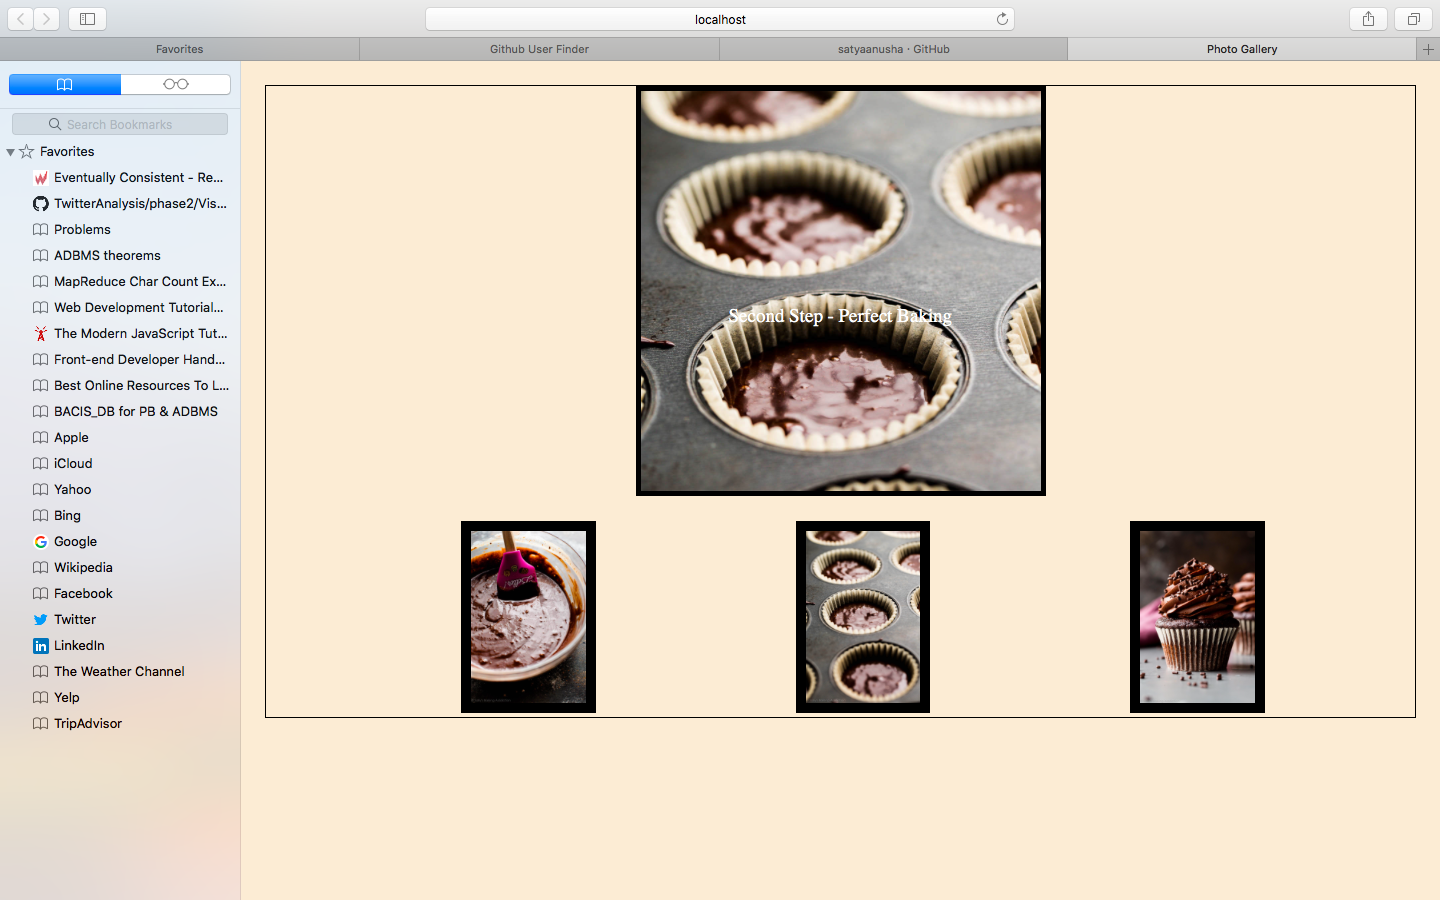 localhost
Favorites
Github User Finder
satyaanusha · GitHub
Photo Gallery
Search Bookmarks
Favorites
Eventually Consistent - Re...
TwitterAnalysis/phase2/Vis...
Problems
ADBMS theorems
MapReduce Char Count Ex...
Web Development Tutorial...
The Modern JavaScript Tut...
Front-end Developer Hand...
Best Online Resources To L...
BACIS_DB for PB & ADBMS
Apple
iCloud
Yahoo
Bing
Google
Wikipedia
Facebook
Twitter
LinkedIn
The Weather Channel
Yelp
TripAdvisor
Second Step - Perfect Baking